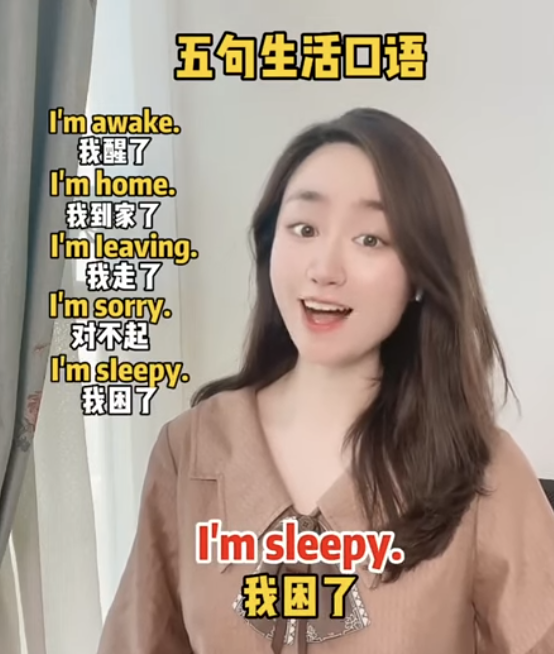 五句生活口语
I'm awake.
我醒了
I'm home.
我到家了
I'm leaving.
我走了
I'm sorry.
对不起
I'm sleepy.
我困了
I'm sleepy.
我困了